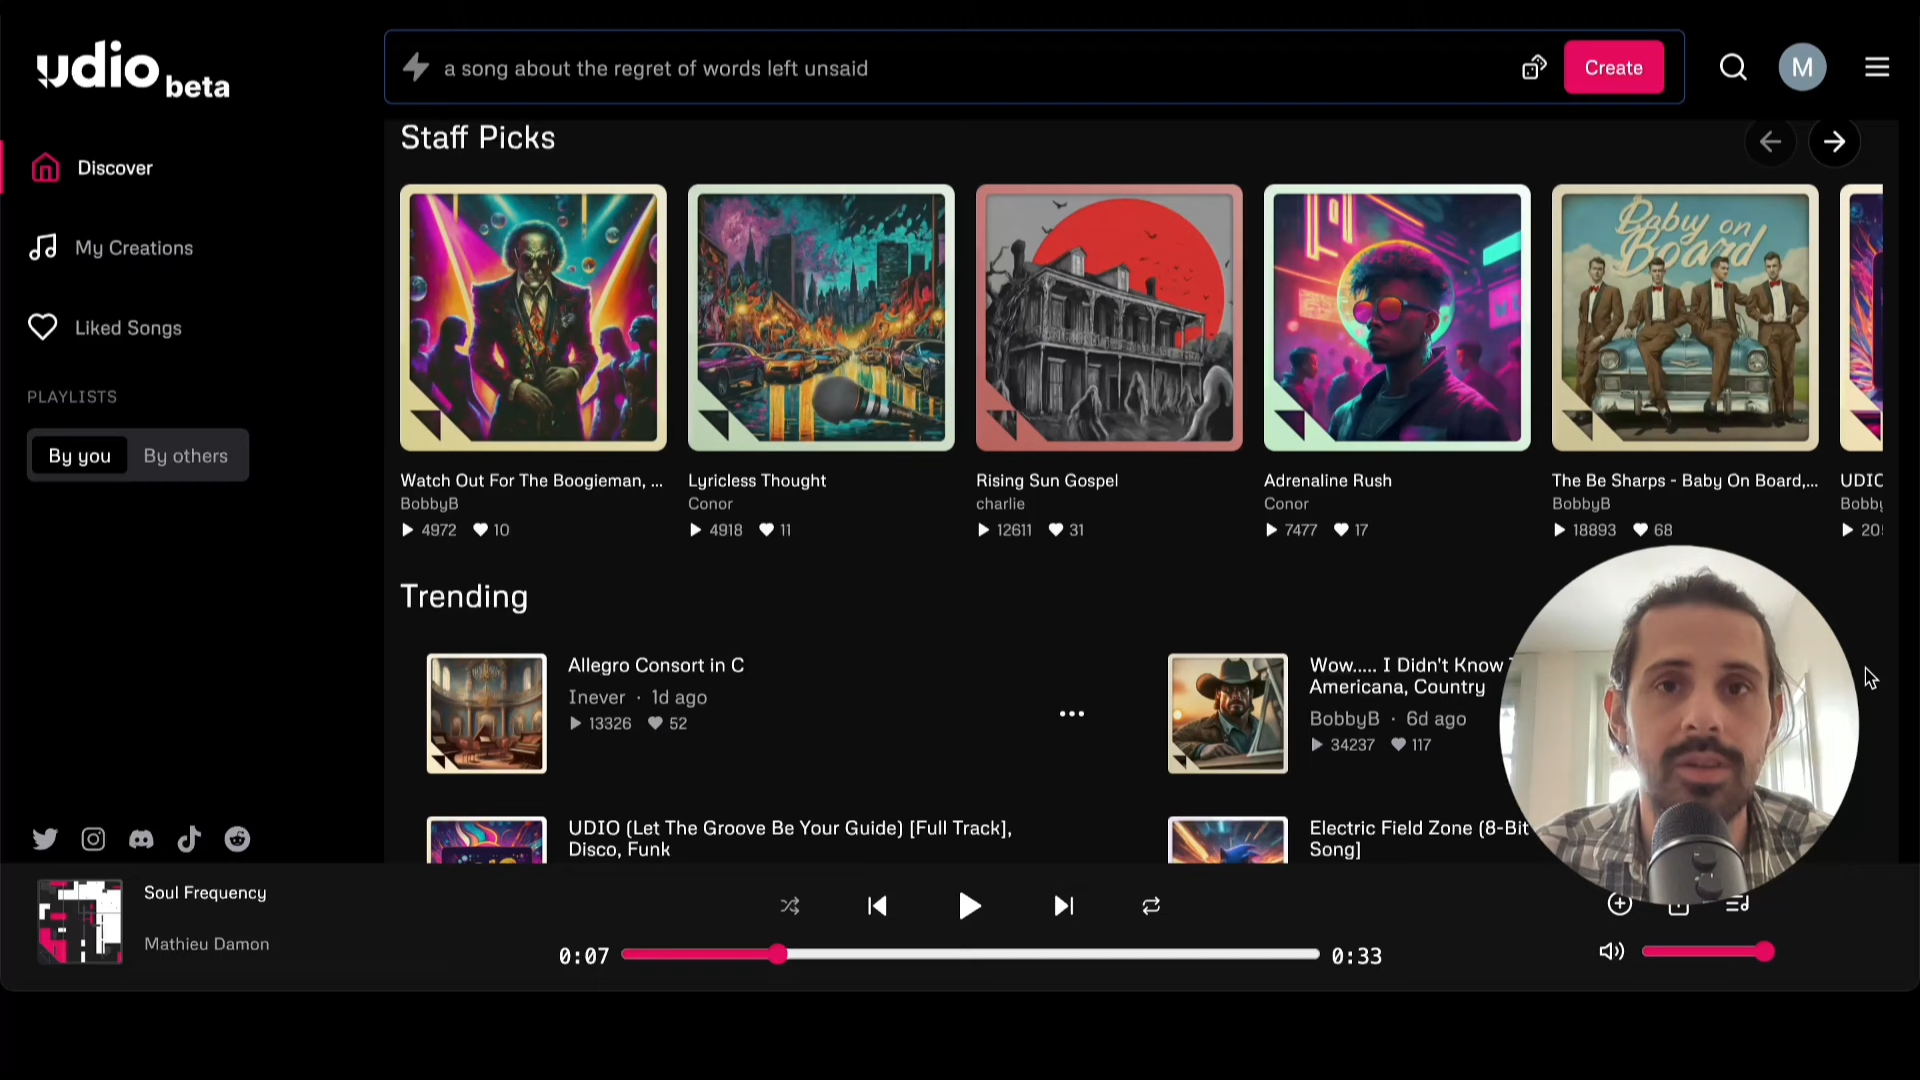 udio beta
a song about the regret of words left unsaid
Create
M
Discover
My Creations
Liked Songs
PLAYLISTS
By you
By others
Staff Picks
Baby on
Board
Watch Out For The Boogieman, ...
BobbyB
4972 10
Lyricless Thought
Conor
4918 11
Rising Sun Gospel
charlie
12611 31
Adrenaline Rush
Conor
7477 17
The Be Sharps - Baby On Board,...
BobbyB
18893 68
Trending
Allegro Consort in C
Inever · 1d ago
13326 52
Wow..... I Didn't Know
Americana, Country
BobbyB · 6d ago
34237 117
UDIO (Let The Groove Be Your Guide) [Full Track],
Disco, Funk
Electric Field Zone (8-Bit
Song]
Soul Frequency
Mathieu Damon
0:07
0:33